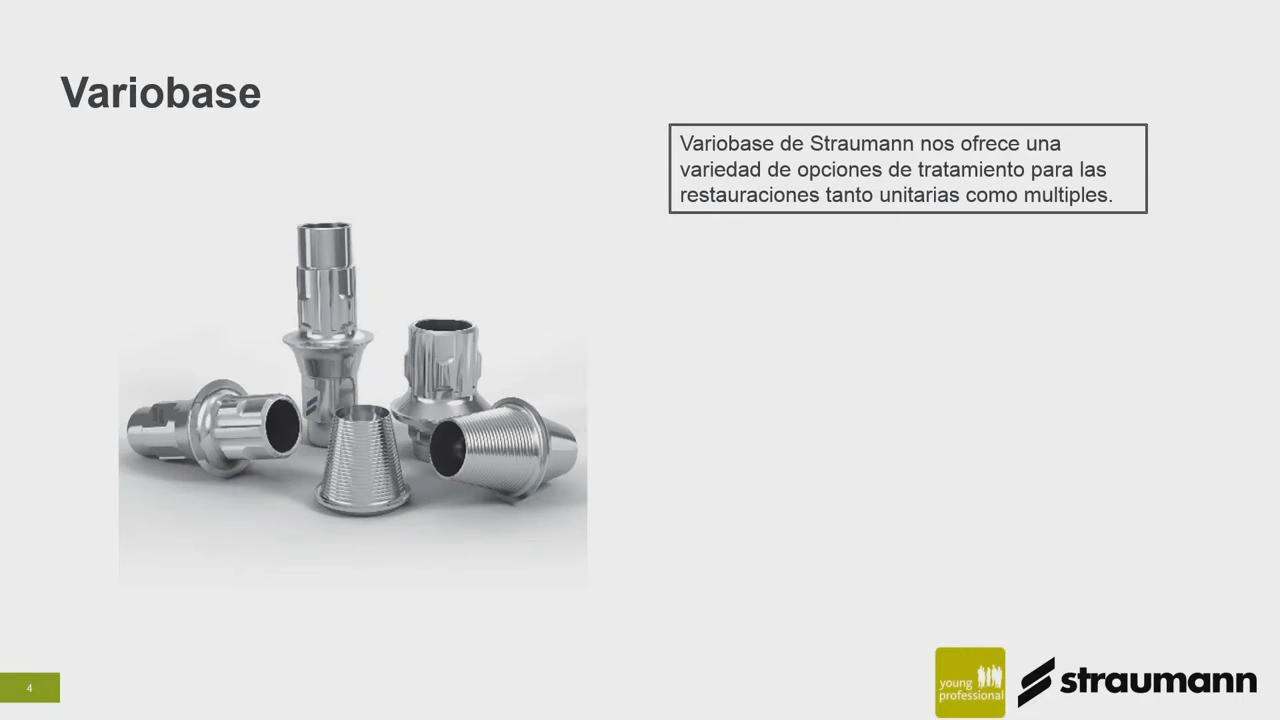 Variobase
Variobase de Straumann nos ofrece una
variedad de opciones de tratamiento para las
restauraciones tanto unitarias como multiples.
4
young
professional
straumann